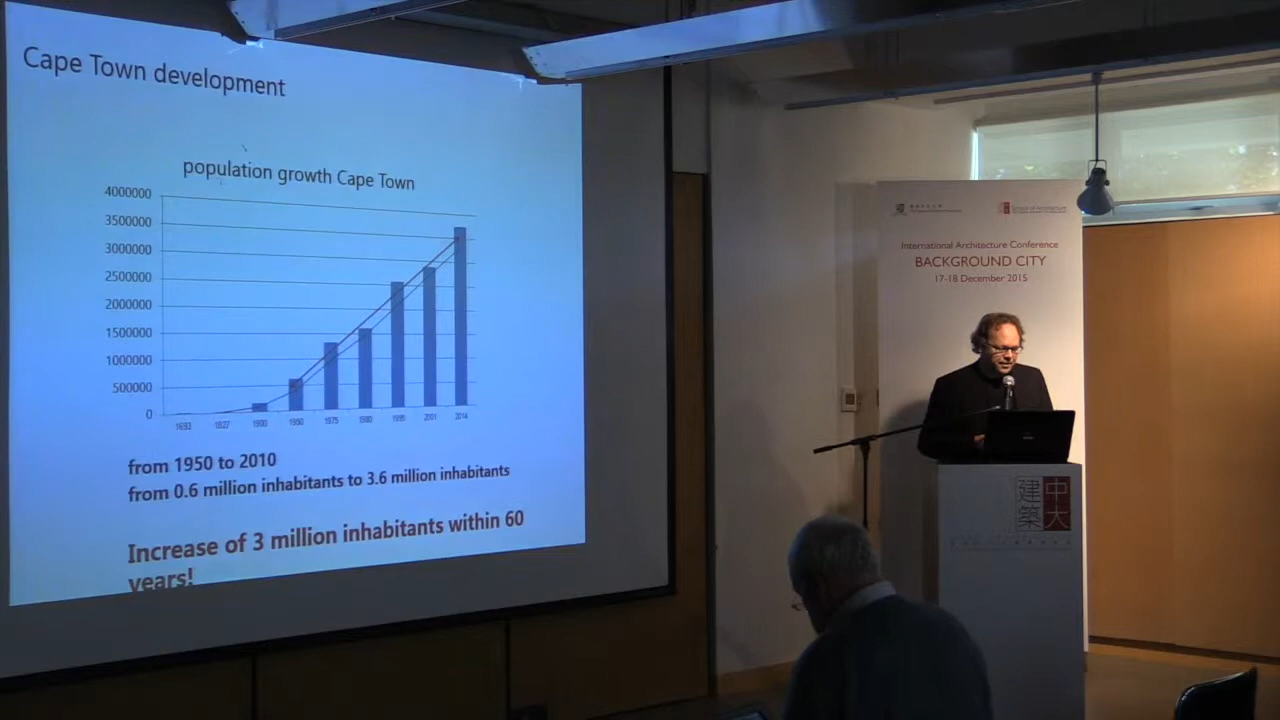 Cape Town development
population growth Cape Town
4000000
3500000
3000000
2500000
2000000
1500000
1000000
500000
0
1900
1950
1975
1980
1995
2001
2014
from 1950 to 2010
from 0.6 million inhabitants to 3.6 million inhabitants
Increase of 3 million inhabitants within 60
years!
School of Architecture
International Architecture Conference
BACKGROUND CITY
17-18 December 2015
建築
中大